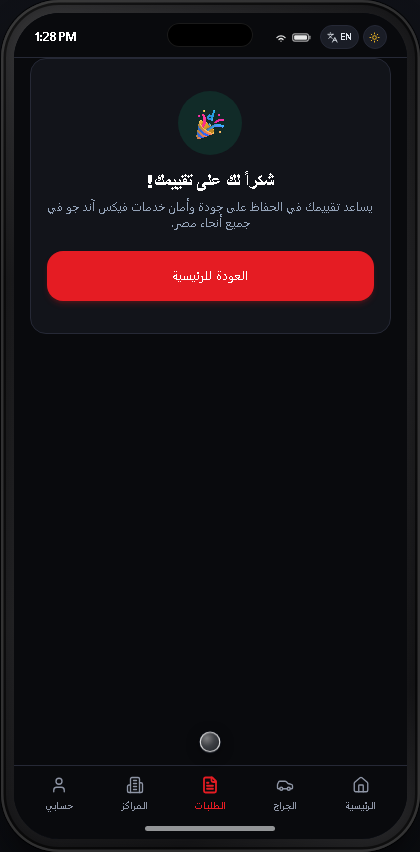 1:28 PM
EN
شكراً لك على تقييمك!
يساعد تقييمك في الحفاظ على جودة وأمان خدمات فيكس آند جو في
جميع أنحاء مصر.
العودة للرئيسية
الرئيسية
الجراج
الطلبات
المراكز
حسابي